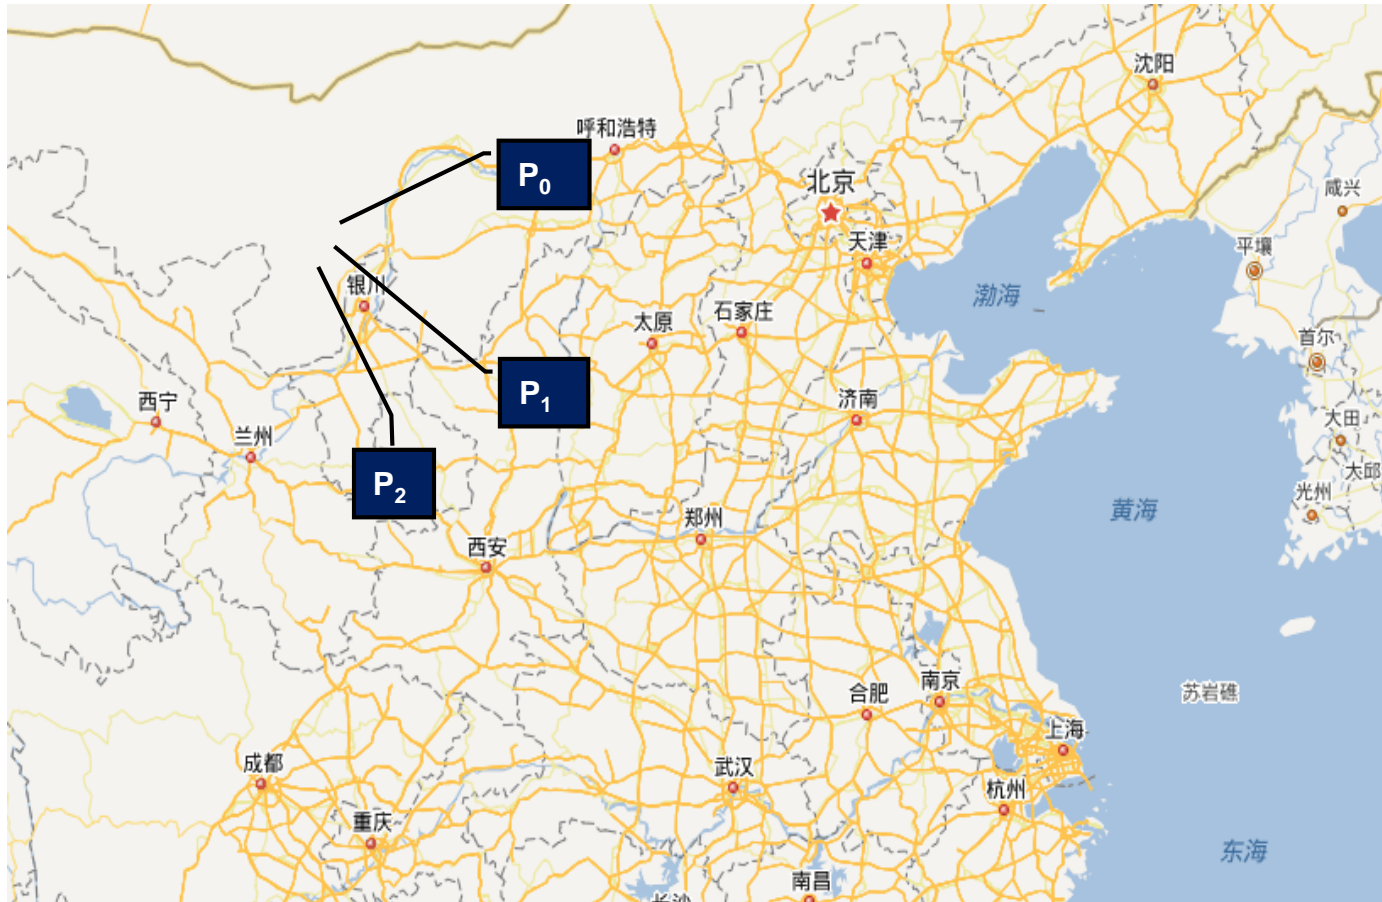 沈阳
呼和浩特
P0
北京
咸兴
天津
平壤
银川
渤海
石家庄
太原
首尔
P1
西宁
济南
大田
兰州
大邱
P2
光州
黄海
郑州
西安
南京
合肥
苏岩礁
上海
成都
武汉
杭州
重庆
东海
南昌
长沙